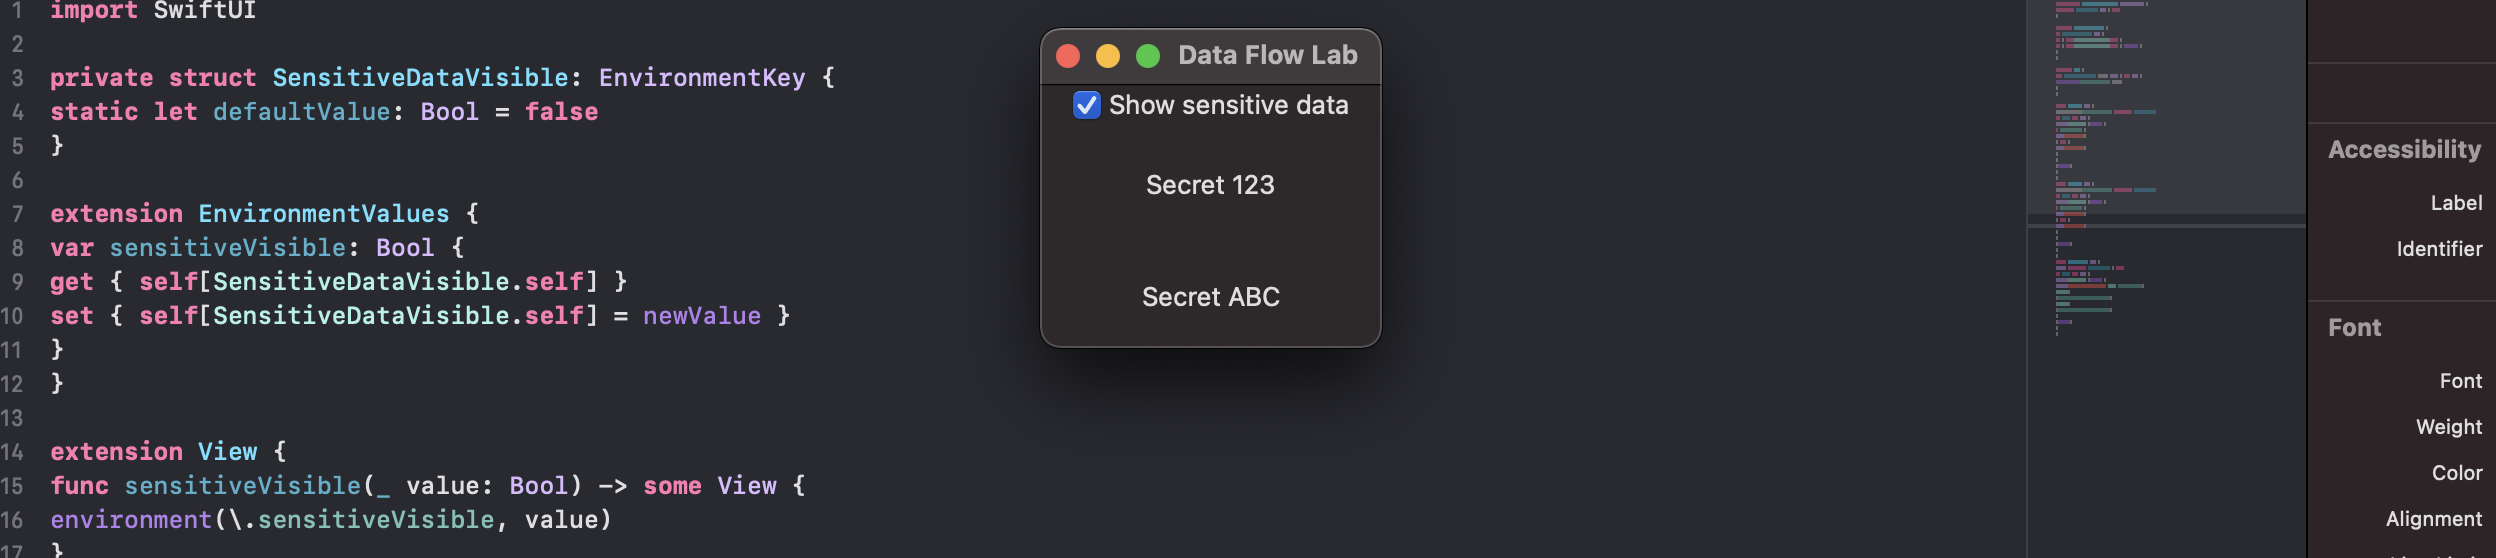 1 import SwiftUI
2
3 private struct SensitiveDataVisible: EnvironmentKey {
4 static let defaultValue: Bool = false
5 }
6
7 extension EnvironmentValues {
8 var sensitiveVisible: Bool {
9 get { self[SensitiveDataVisible.self] }
10 set { self[SensitiveDataVisible.self] = newValue }
11 }
12 }
13
14 extension View {
15 func sensitiveVisible(_ value: Bool) -> some View {
16 environment(\.sensitiveVisible, value)
17 }
Data Flow Lab
Show sensitive data
Secret 123
Secret ABC
Accessibility
Label
Identifier
Font
Font
Weight
Color
Alignment